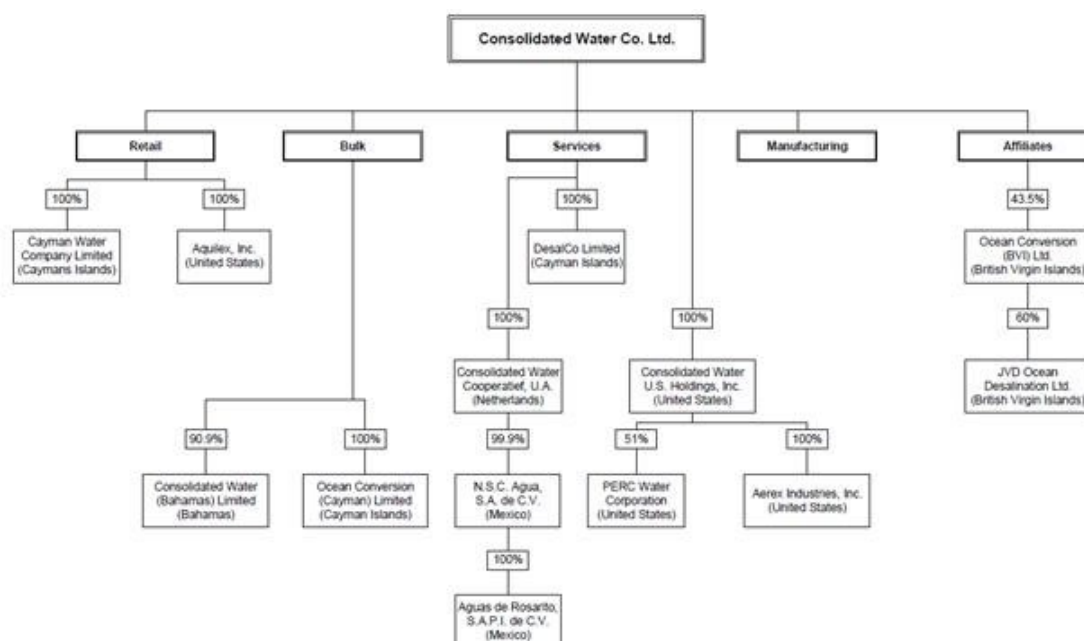 Consolidated Water Co. Ltd.
Retail
Bulk
Services
Manufacturing
Affiliates
100%
100%
100%
43.5%
Cayman Water
Company Limited
(Caymans Islands)
Aquilex, Inc.
(United States)
DesalCo Limited
(Cayman Islands)
Ocean Conversion
(BVI) Ltd.
(British Virgin Islands)
100%
100%
60%
Consolidated Water
Cooperatief, U.A.
(Netherlands)
Consolidated Water
U.S. Holdings, Inc.
(United States)
JVD Ocean
Desalination Ltd.
(British Virgin Islands)
90.9%
100%
99.9%
51%
100%
Consolidated Water
(Bahamas) Limited
(Bahamas)
Ocean Conversion
(Cayman) Limited
(Cayman Islands)
N.S.C. Agua,
S.A. de C.V.
(Mexico)
PERC Water
Corporation
(United States)
Aerex Industries, Inc.
(United States)
100%
Aguas de Rosarito,
S.A.P.I. de C.V.
(Mexico)